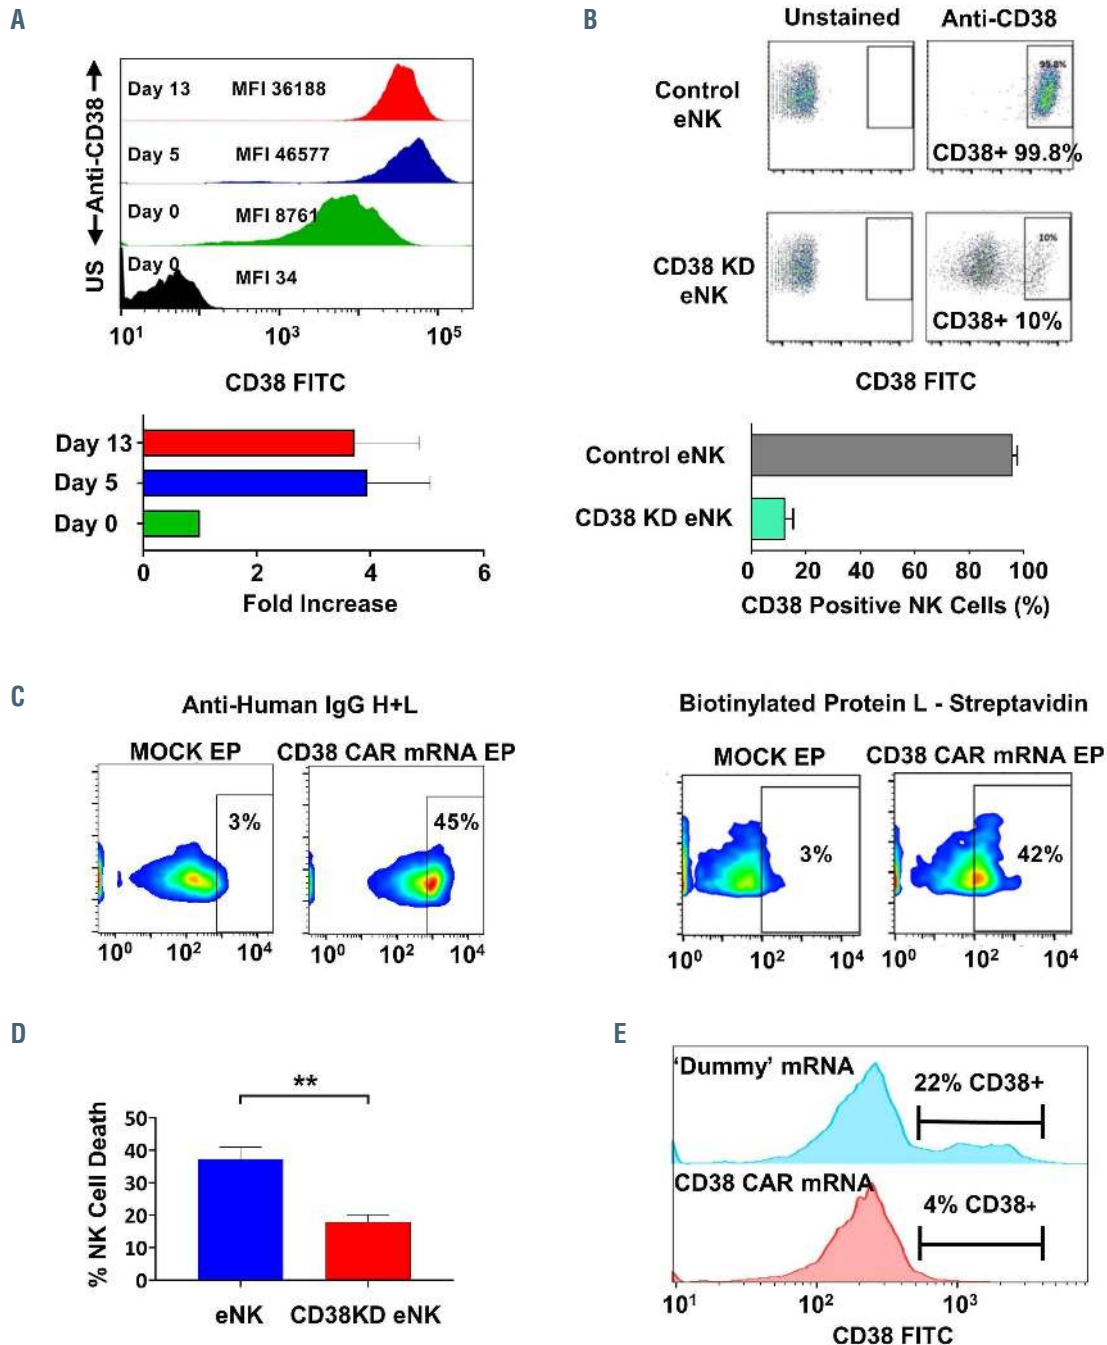 A
US ←Anti-CD38→
Day 13 MFI 36188
Day 5 MFI 46577
Day 0 MFI 8761
Day 0 MFI 34
10¹ 10³ 10⁵
CD38 FITC
Day 13
Day 5
Day 0
0 2 4 6
Fold Increase
B
Unstained Anti-CD38
Control eNK
99.8%
CD38+ 99.8%
CD38 KD eNK
10%
CD38+ 10%
CD38 FITC
Control eNK
CD38 KD eNK
0 20 40 60 80 100
CD38 Positive NK Cells (%)
C
Anti-Human IgG H+L
MOCK EP CD38 CAR mRNA EP
3% 45%
10⁰ 10² 10⁴ 10⁰ 10² 10⁴
Biotinylated Protein L - Streptavidin
MOCK EP CD38 CAR mRNA EP
3% 42%
10⁰ 10² 10⁴ 10⁰ 10² 10⁴
D
**
% NK Cell Death
50
40
30
20
10
0
eNK CD38KD eNK
E
'Dummy' mRNA
22% CD38+
CD38 CAR mRNA
4% CD38+
10¹ 10² 10³
CD38 FITC